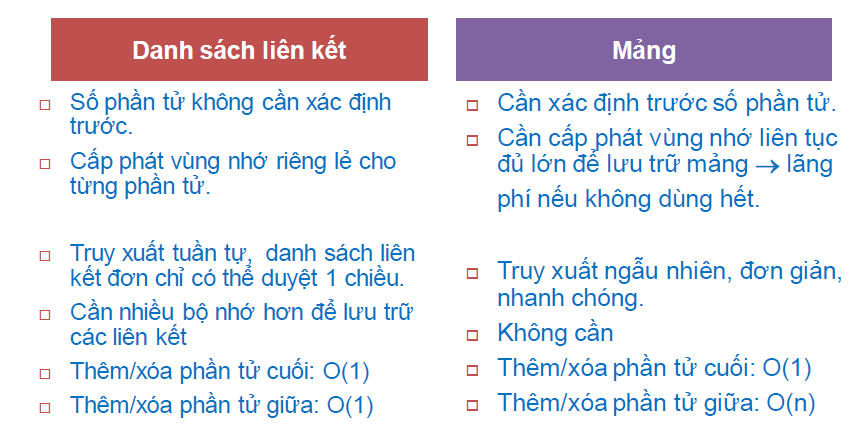 Danh sách liên kết
Số phần tử không cần xác định
trước.
Cấp phát vùng nhớ riêng lẻ cho
từng phần tử.
Truy xuất tuần tự, danh sách liên
kết đơn chỉ có thể duyệt 1 chiều.
Cần nhiều bộ nhớ hơn để lưu trữ
các liên kết
Thêm/xóa phần tử cuối: O(1)
Thêm/xóa phần tử giữa: O(1)
Mảng
Cần xác định trước số phần tử.
Cần cấp phát vùng nhớ liên tục
đủ lớn để lưu trữ mảng → lãng
phí nếu không dùng hết.
Truy xuất ngẫu nhiên, đơn giản,
nhanh chóng.
Không cần
Thêm/xóa phần tử cuối: O(1)
Thêm/xóa phần tử giữa: O(n)